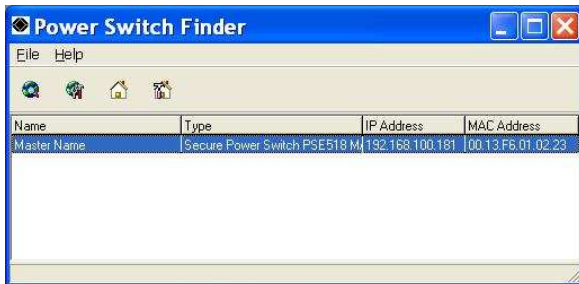 Power Switch Finder
File Help
Name Type IP Address MAC Address
Master Name Secure Power Switch PSE518 M 192.168.100.181 00.13.F6.01.02.23